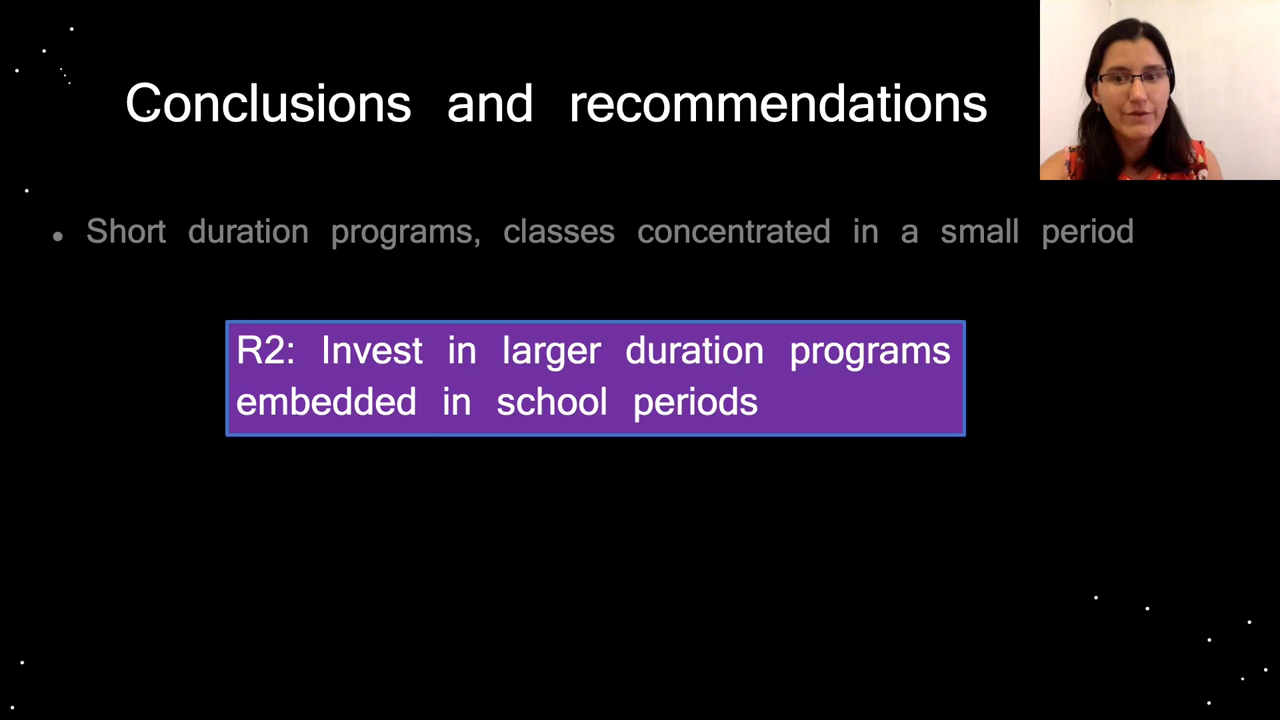 Conclusions and recommendations
• Short duration programs, classes concentrated in a small period
R2: Invest in larger duration programs
embedded in school periods